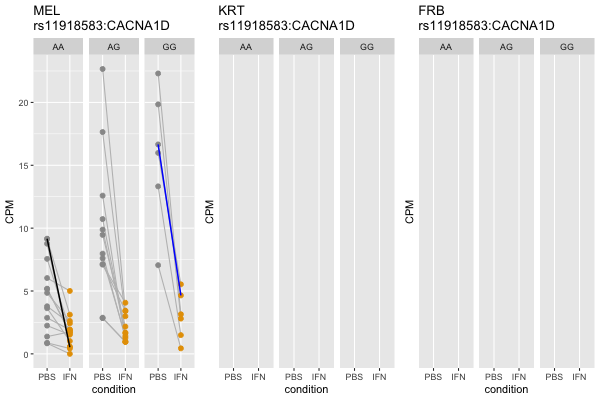 MEL
rs11918583:CACNA1D
KRT
rs11918583:CACNA1D
FRB
rs11918583:CACNA1D
AA AG GG
AA AG GG
AA AG GG
CPM
20
15
10
5
0
PBS IFN PBS IFN PBS IFN
condition
CPM
PBS IFN PBS IFN PBS IFN
condition
CPM
PBS IFN PBS IFN PBS IFN
condition